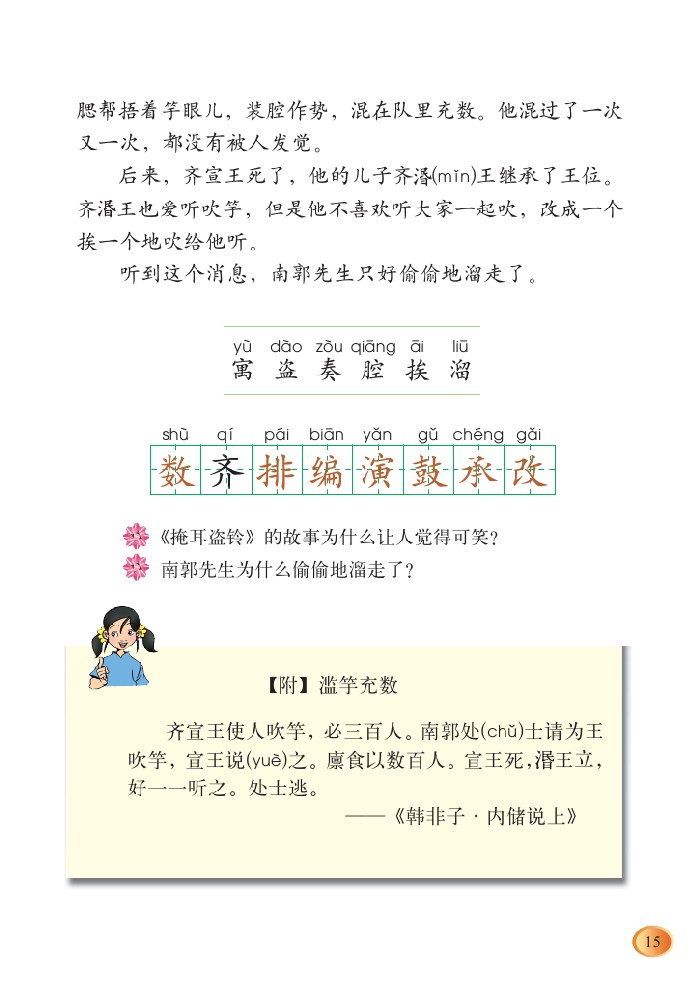 腮帮捂着竽眼儿，装腔作势，混在队里充数。他混过了一次
又一次，都没有被人发觉。
后来，齐宣王死了，他的儿子齐湣(mǐn)王继承了王位。
齐湣王也爱听吹竽，但是他不喜欢听大家一起吹，改成一个
挨一个地吹给他听。
听到这个消息，南郭先生只好偷偷地溜走了。
yù dào zòu qiāng āi liū
寓 盗 奏 腔 挨 溜
shù qí pái biān yǎn gǔ chéng gǎi
数 齐 排 编 演 鼓 承 改
《掩耳盗铃》的故事为什么让人觉得可笑？
南郭先生为什么偷偷地溜走了？
【附】滥竽充数
齐宣王使人吹竽，必三百人。南郭处(chǔ)士请为王
吹竽，宣王说(yuè)之。廪食以数百人。宣王死，湣王立，
好一一听之。处士逃。
——《韩非子·内储说上》
15